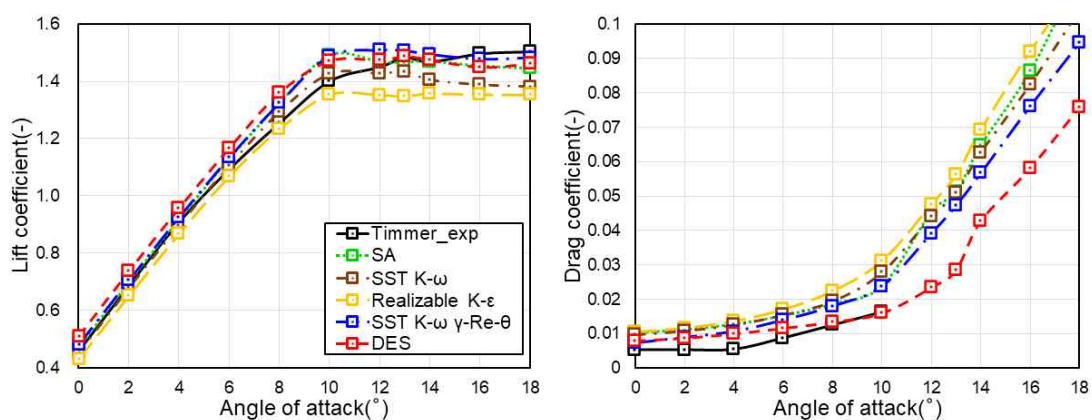 Lift coefficient(-)
1.6
1.4
1.2
1.0
0.8
0.6
0.4
0 2 4 6 8 10 12 14 16 18
Angle of attack(°)
Timmer_exp
SA
SST K-ω
Realizable K-ε
SST K-ω γ-Re-θ
DES
Drag coefficient(-)
0.1
0.09
0.08
0.07
0.06
0.05
0.04
0.03
0.02
0.01
0.00
0 2 4 6 8 10 12 14 16 18
Angle of attack(°)